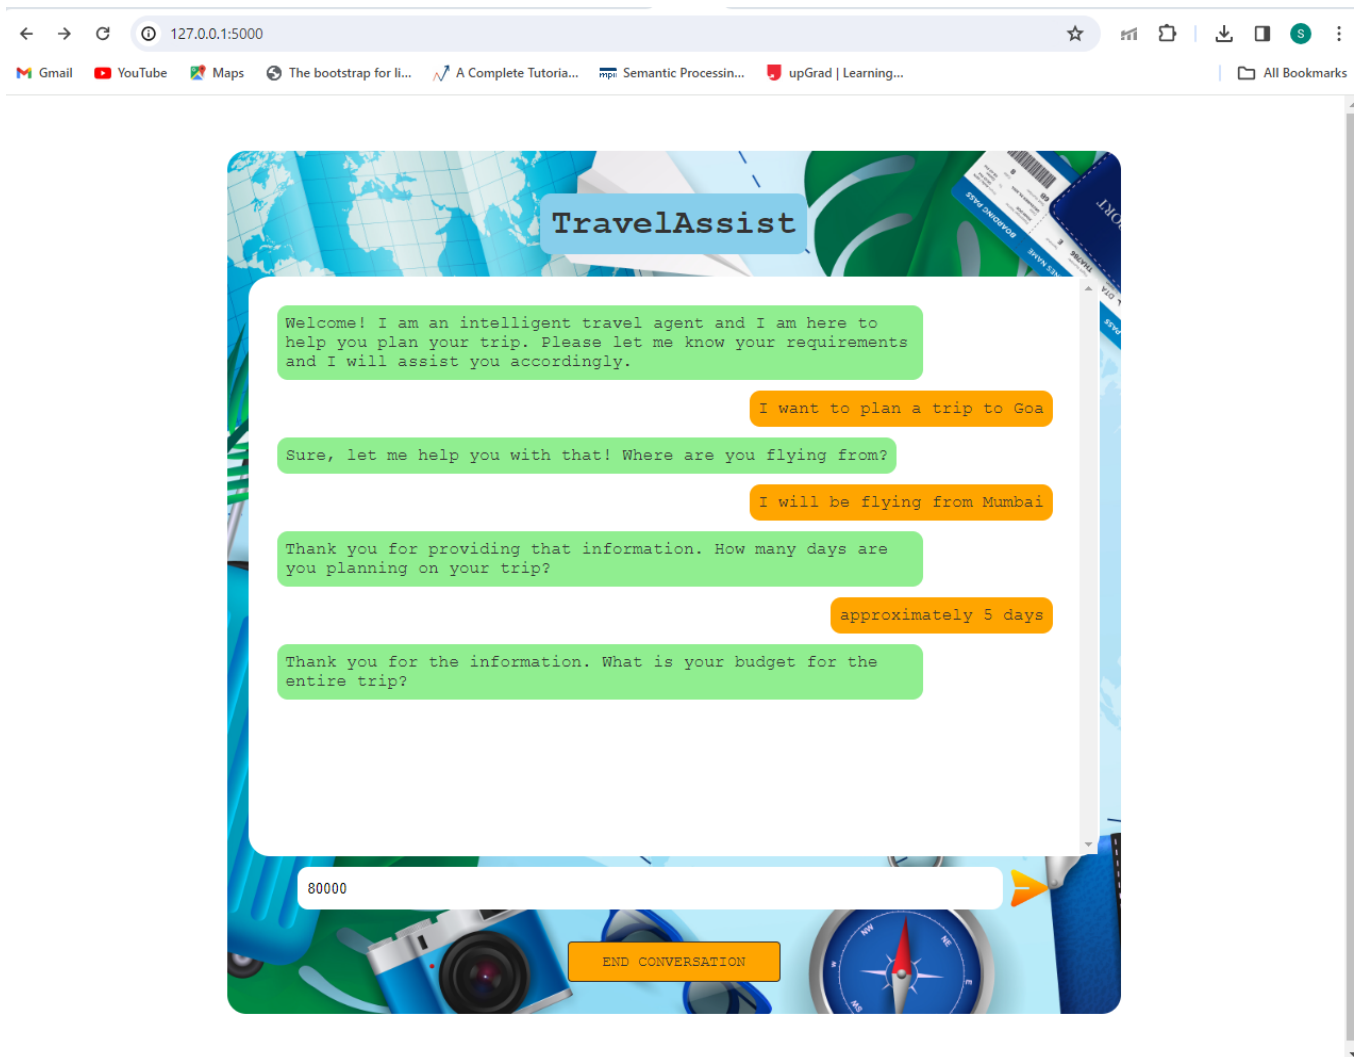 127.0.0.1:5000
S
Gmail YouTube Maps The bootstrap for li... A Complete Tutoria... Semantic Processin... upGrad | Learning... All Bookmarks
TravelAssist
BOARDING PASS
Welcome! I am an intelligent travel agent and I am here to
help you plan your trip. Please let me know your requirements
and I will assist you accordingly.
I want to plan a trip to Goa
Sure, let me help you with that! Where are you flying from?
I will be flying from Mumbai
Thank you for providing that information. How many days are
you planning on your trip?
approximately 5 days
Thank you for the information. What is your budget for the
entire trip?
80000
END CONVERSATION
NW
NE
W
E
SW